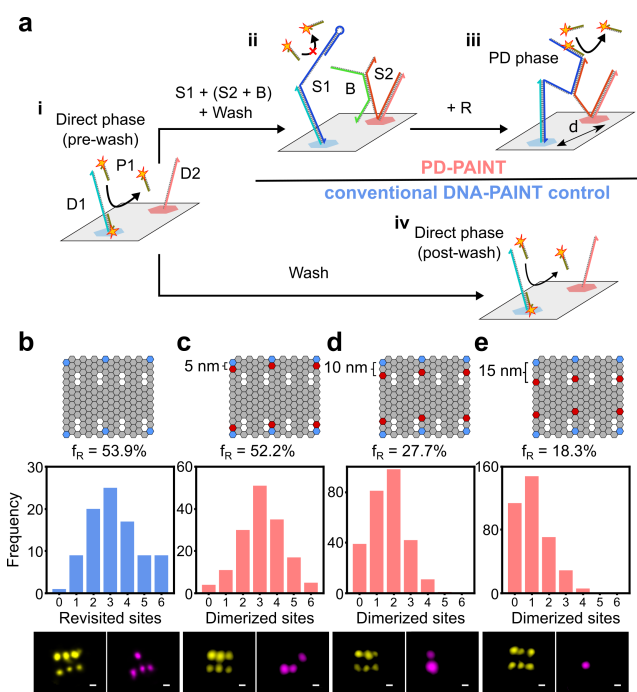 a
i
Direct phase
(pre-wash)
P1
D2
D1
S1 + (S2 + B)
+ Wash
ii
S1
B
S2
+ R
iii
PD phase
d
PD-PAINT
conventional DNA-PAINT control
Wash
iv
Direct phase
(post-wash)
b
c
d
e
5 nm
10 nm
15 nm
fR = 53.9%
fR = 52.2%
fR = 27.7%
fR = 18.3%
Frequency
30
20
10
0
0 1 2 3 4 5 6
Revisited sites
60
40
20
0
0 1 2 3 4 5 6
Dimerized sites
80
40
0
0 1 2 3 4 5 6
Dimerized sites
160
80
0
0 1 2 3 4 5 6
Dimerized sites